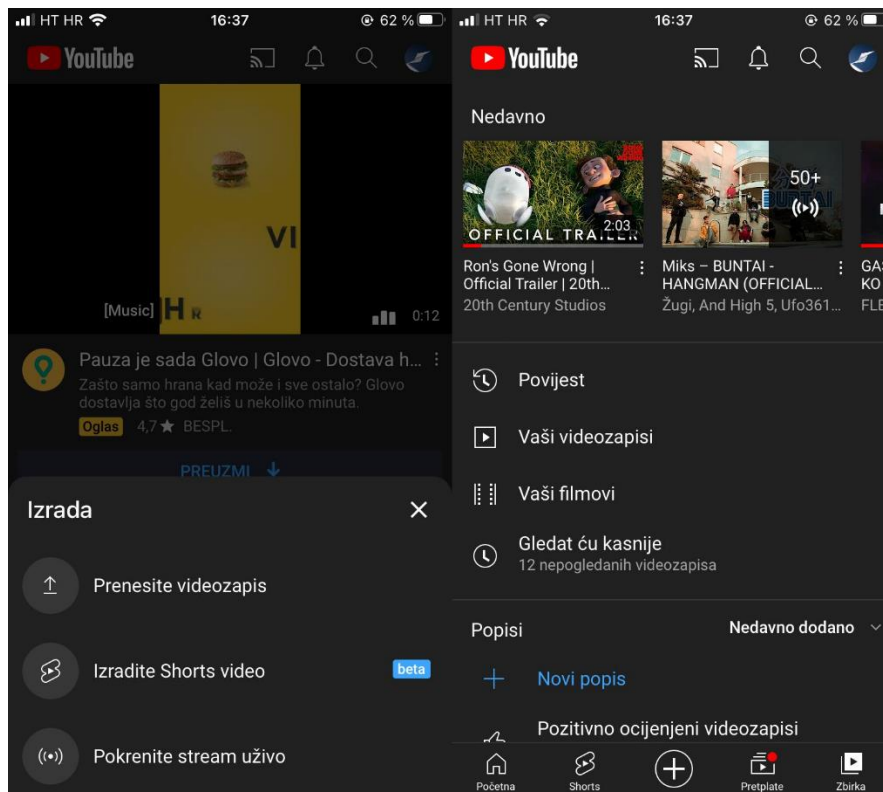 HT HR
16:37
62 %
YouTube
VI
[Music]
H R
0:12
Pauza je sada Glovo | Glovo - Dostava h...
Zašto samo hrana kad može i sve ostalo? Glovo
dostavlja što god želiš u nekoliko minuta.
Oglas 4,7★ BESPL.
PREUZMI
Izrada
Prenesite videozapis
Izradite Shorts video
beta
Pokrenite stream uživo
HT HR
16:37
62 %
YouTube
Nedavno
OFFICIAL TRAILER
2:03
50+
BUNTAI
Ron's Gone Wrong |
Official Trailer | 20th...
20th Century Studios
Miks – BUNTAI -
HANGMAN (OFFICIAL...
Žugi, And High 5, Ufo361...
GAS
KO
FLE
Povijest
Vaši videozapisi
Vaši filmovi
Gledat ću kasnije
12 nepogledanih videozapisa
Popisi
Nedavno dodano
Novi popis
Pozitivno ocijenjeni videozapisi
Početna
Shorts
Pretplate
Zbirka